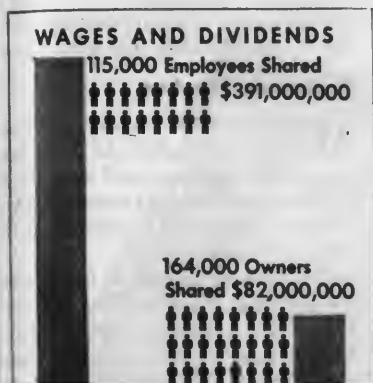 WAGES AND DIVIDENDS
115,000 Employees Shared
$391,000,000
164,000 Owners
Shared $82,000,000